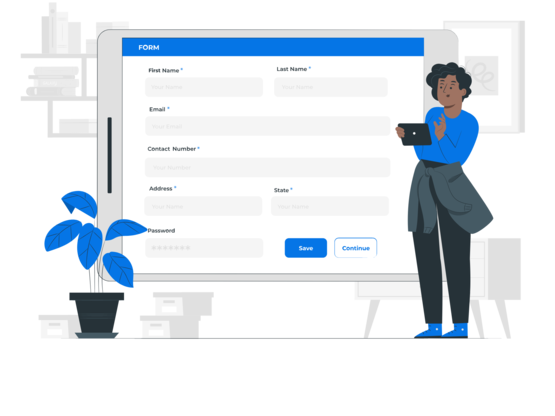 FORM
First Name *
Last Name *
Your Name
Your Name
Email *
Your Email
Contact Number *
Your Number
Address *
State *
Your Name
Your Name
Password
Save
Continue